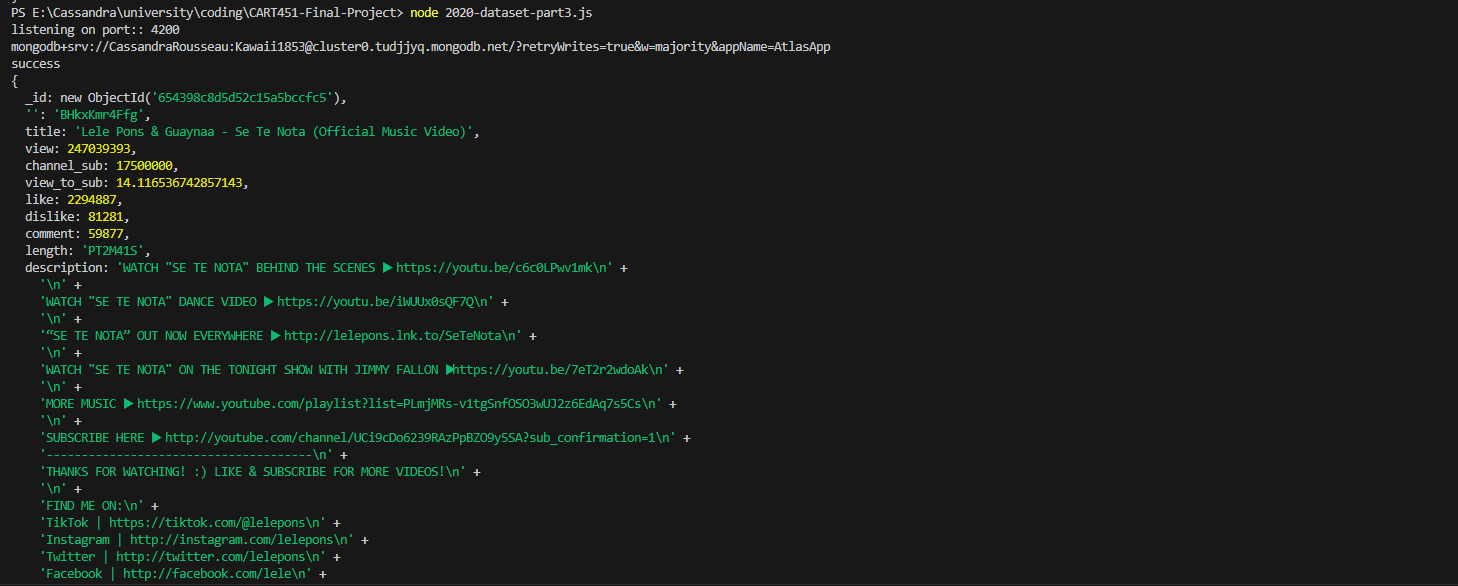 PS E:\Cassandra\university\coding\CART451-Final-Project> node 2020-dataset-part3.js
listening on port:: 4200
mongodb+srv://CassandraRousseau:Kawaii1853@cluster0.tudjjyq.mongodb.net/?retryWrites=true&w=majority&appName=AtlasApp
success
{
  _id: new ObjectId('654398c8d5d52c15a5bccfc5'),
  '': 'BHkxKmr4Ffg',
  title: 'Lele Pons & Guaynaa - Se Te Nota (Official Music Video)',
  view: 247039393,
  channel_sub: 17500000,
  view_to_sub: 14.116536742857143,
  like: 2294887,
  dislike: 81281,
  comment: 59877,
  length: 'PT2M41S',
  description: 'WATCH "SE TE NOTA" BEHIND THE SCENES ▶https://youtu.be/c6c0LPwv1mk\n' +
    '\n' +
    'WATCH "SE TE NOTA" DANCE VIDEO ▶https://youtu.be/iWUUx0sQF7Q\n' +
    '\n' +
    '“SE TE NOTA” OUT NOW EVERYWHERE ▶http://lelepons.lnk.to/SeTeNota\n' +
    '\n' +
    'WATCH "SE TE NOTA" ON THE TONIGHT SHOW WITH JIMMY FALLON ▶https://youtu.be/7eT2r2wdoAk\n' +
    '\n' +
    'MORE MUSIC ▶https://www.youtube.com/playlist?list=PLmjMRs-v1tgSnfOSO3wUJ2z6EdAq7s5Cs\n' +
    '\n' +
    'SUBSCRIBE HERE ▶http://youtube.com/channel/UCi9cDo6239RAzPpBZO9y5SA?sub_confirmation=1\n' +
    '--------------------------------------\n' +
    'THANKS FOR WATCHING! :) LIKE & SUBSCRIBE FOR MORE VIDEOS!\n' +
    '\n' +
    'FIND ME ON:\n' +
    'TikTok | https://tiktok.com/@lelepons\n' +
    'Instagram | http://instagram.com/lelepons\n' +
    'Twitter | http://twitter.com/lelepons\n' +
    'Facebook | http://facebook.com/lele\n' +